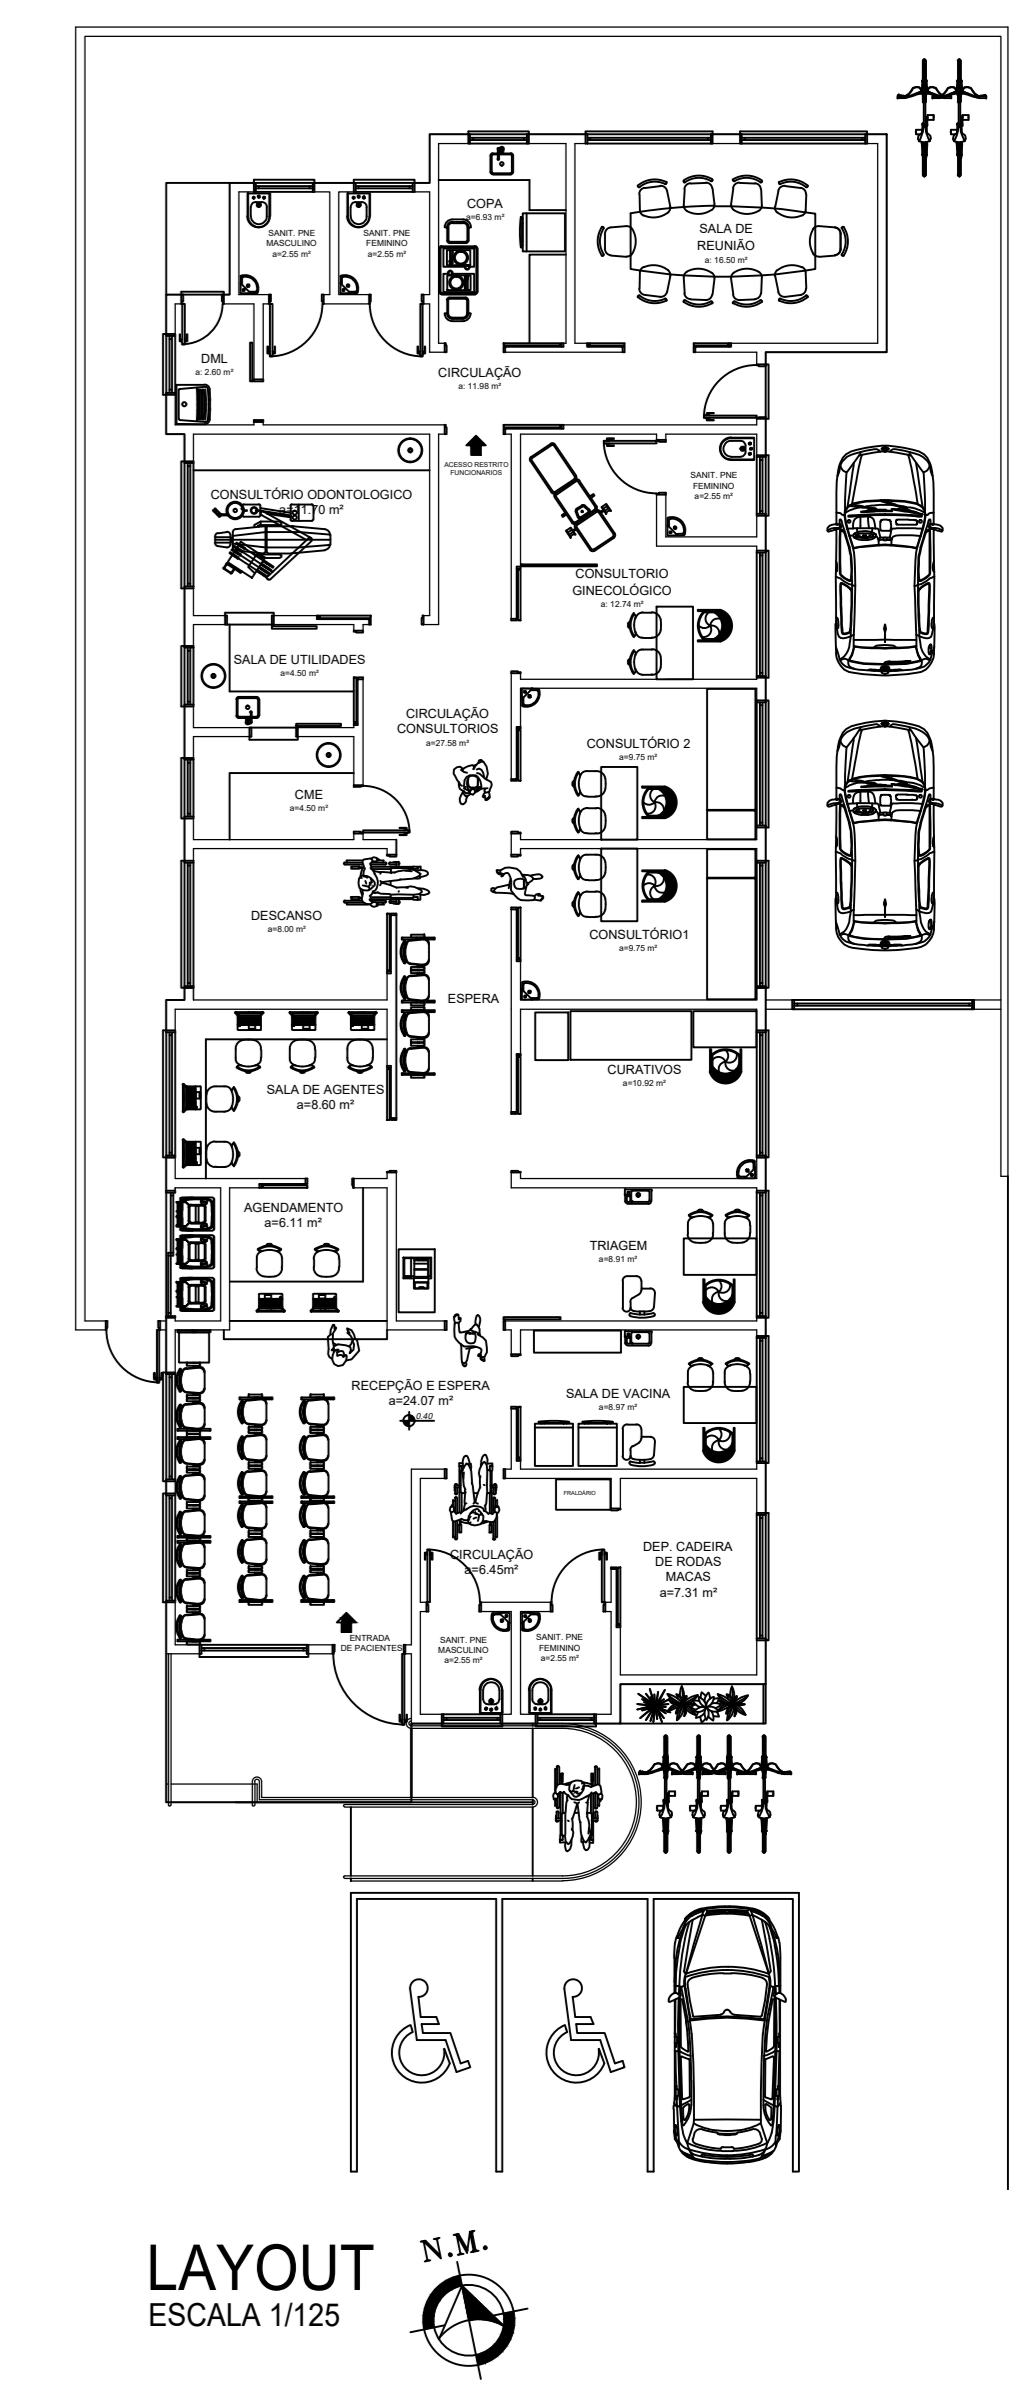 COPA
a=6.93 m²
SALA DE
REUNIÃO
a: 16.50 m²
SANIT. PNE
MASCULINO
a=2.55 m²
SANIT. PNE
FEMININO
a=2.55 m²
DML
a: 2.60 m²
CIRCULAÇÃO
a: 11.98 m²
ACESSO RESTRITO
FUNCIONARIOS
SANIT. PNE
FEMININO
a=2.55 m²
CONSULTÓRIO ODONTOLOGICO
a=11.70 m²
CONSULTORIO
GINECOLÓGICO
a: 12.74 m²
SALA DE UTILIDADES
a=4.50 m²
CIRCULAÇÃO
CONSULTORIOS
a=27.58 m²
CONSULTÓRIO 2
a=9.75 m²
CME
a=4.50 m²
DESCANSO
a=8.00 m²
CONSULTÓRIO1
a=9.75 m²
ESPERA
CURATIVOS
a=10.92 m²
SALA DE AGENTES
a=8.60 m²
AGENDAMENTO
a=6.11 m²
TRIAGEM
a=8.91 m²
RECEPÇÃO E ESPERA
a=24.07 m²
0.40
SALA DE VACINA
a=8.97 m²
FRALDÁRIO
CIRCULAÇÃO
a=6.45m²
DEP. CADEIRA
DE RODAS
MACAS
a=7.31 m²
ENTRADA
DE PACIENTES
SANIT. PNE
MASCULINO
a=2.55 m²
SANIT. PNE
FEMININO
a=2.55 m²
LAYOUT
ESCALA 1/125
N.M.